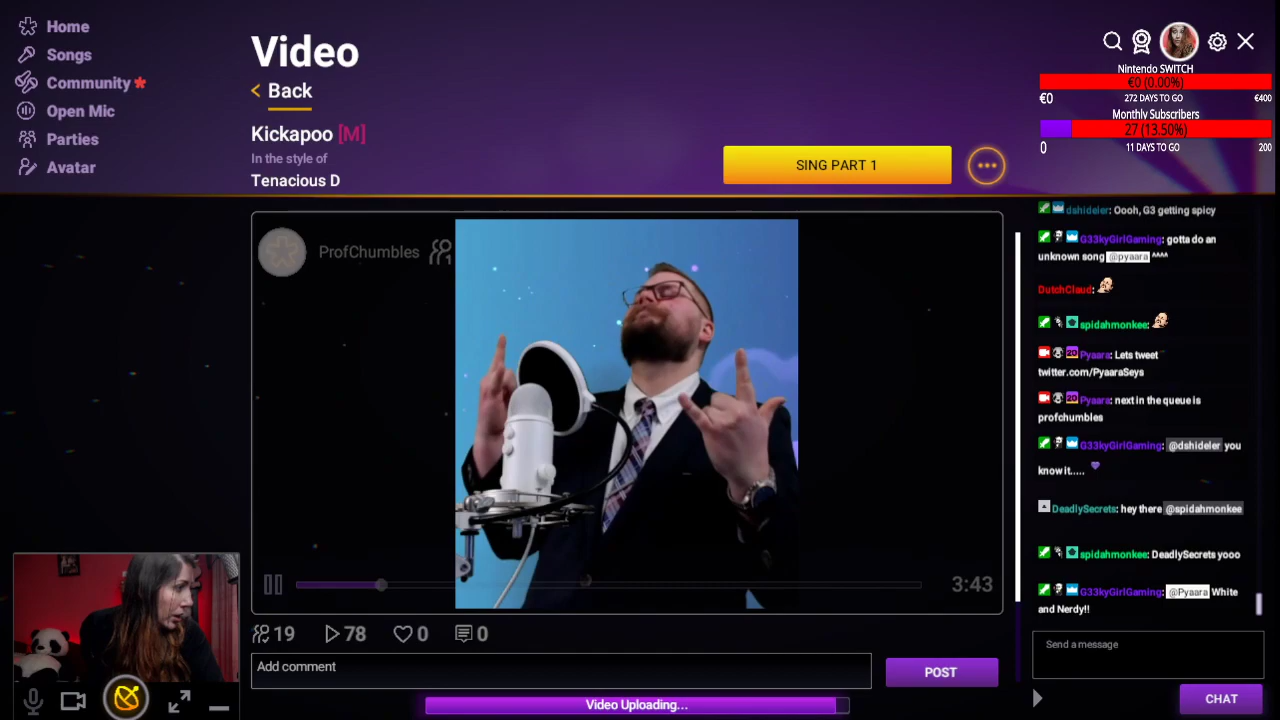 Home
Songs
Community *
Open Mic
Parties
Avatar
Video
< Back
Kickapoo [M]
In the style of
Tenacious D
SING PART 1
Nintendo SWITCH
€0 (0.00%)
€0 272 DAYS TO GO €400
Monthly Subscribers
27 (13.50%)
0 11 DAYS TO GO 200
ProfChumbles
3:43
19 78 0 0
Add comment
POST
Video Uploading...
dshideler: Oooh, G3 getting spicy
G33kyGirlGaming: gotta do an
unknown song @pyaara ^^^^
DutchClaud:
spidahmonkee:
20 Pyaara: Lets tweet
twitter.com/PyaaraSeys
20 Pyaara: next in the queue is
profchumbles
G33kyGirlGaming: @dshideler you
know it.....
DeadlySecrets: hey there @spidahmonkee
spidahmonkee: DeadlySecrets yooo
G33kyGirlGaming: @Pyaara White
and Nerdy!!
Send a message
CHAT